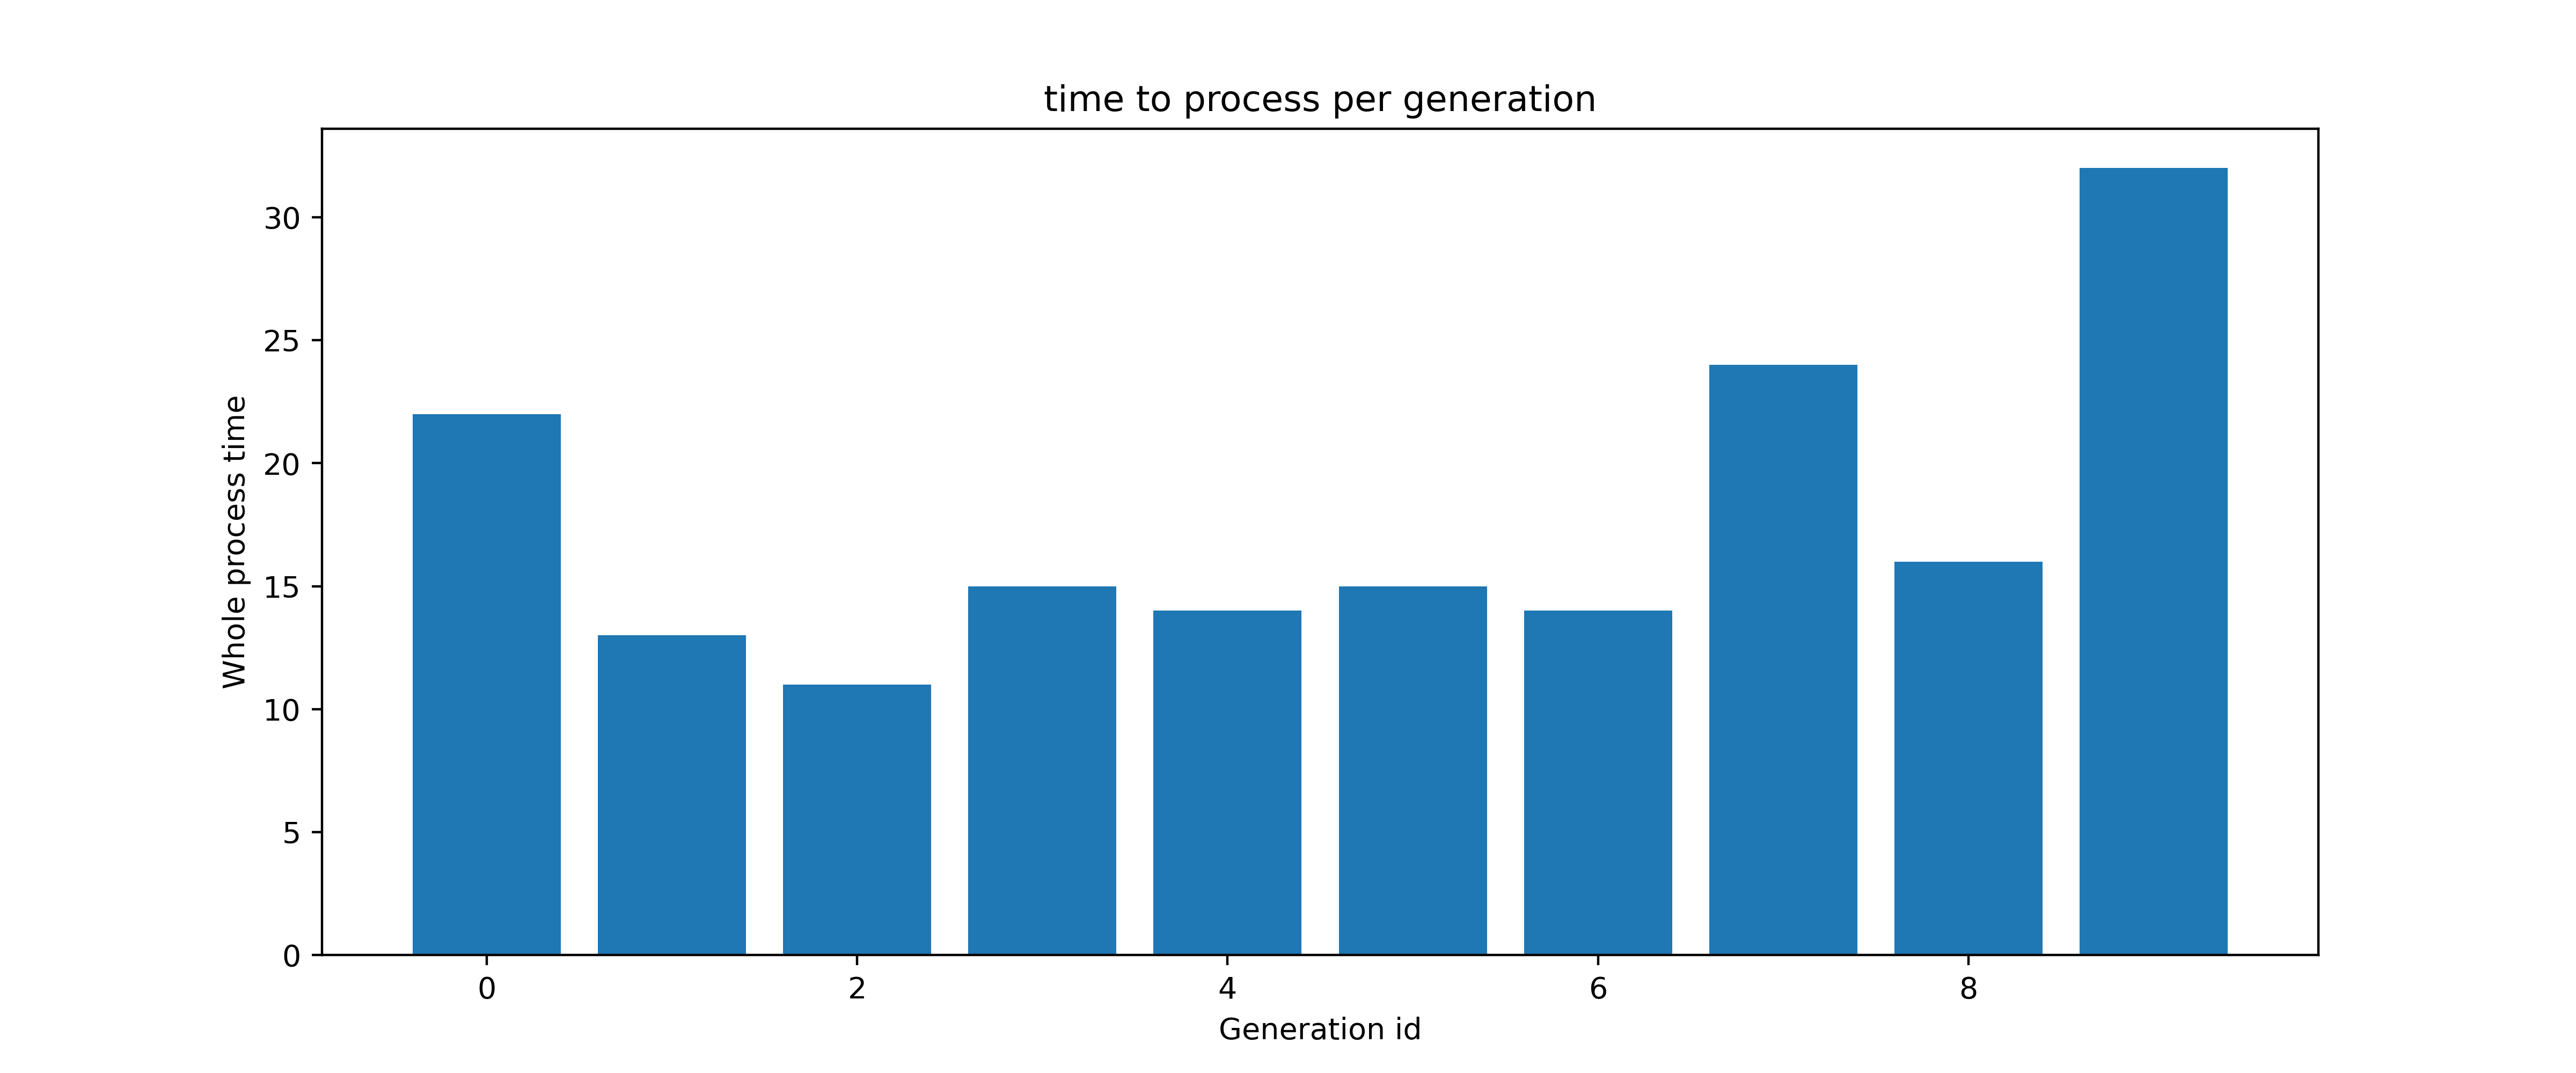 time to process per generation
Whole process time
30
25
20
15
10
5
0
0 2 4 6 8
Generation id